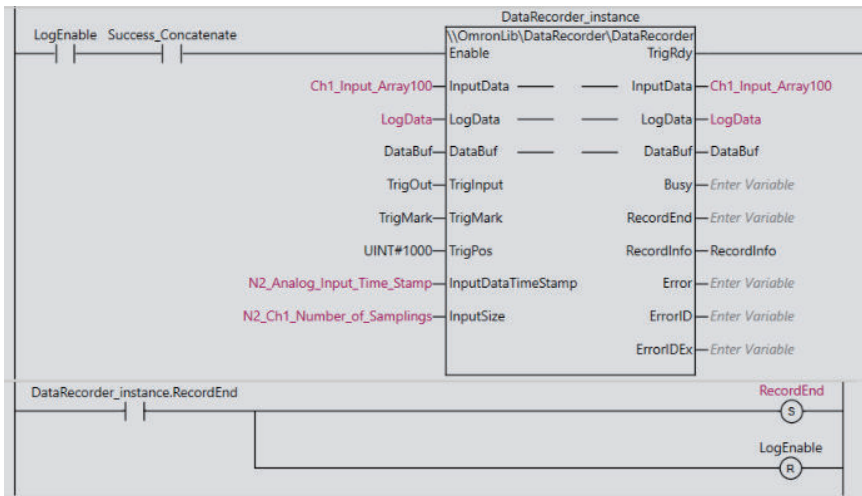 DataRecorder_instance
LogEnable Success_Concatenate
\\OmronLib\DataRecorder\DataRecorder
Enable TrigRdy
Ch1_Input_Array100 InputData InputData Ch1_Input_Array100
LogData LogData LogData LogData
DataBuf DataBuf DataBuf DataBuf
TrigOut TrigInput Busy Enter Variable
TrigMark TrigMark RecordEnd Enter Variable
UINT#1000 TrigPos RecordInfo RecordInfo
N2_Analog_Input_Time_Stamp InputDataTimeStamp Error Enter Variable
N2_Ch1_Number_of_Samplings InputSize ErrorID Enter Variable
ErrorIDEx Enter Variable
DataRecorder_instance.RecordEnd RecordEnd
S
LogEnable
R